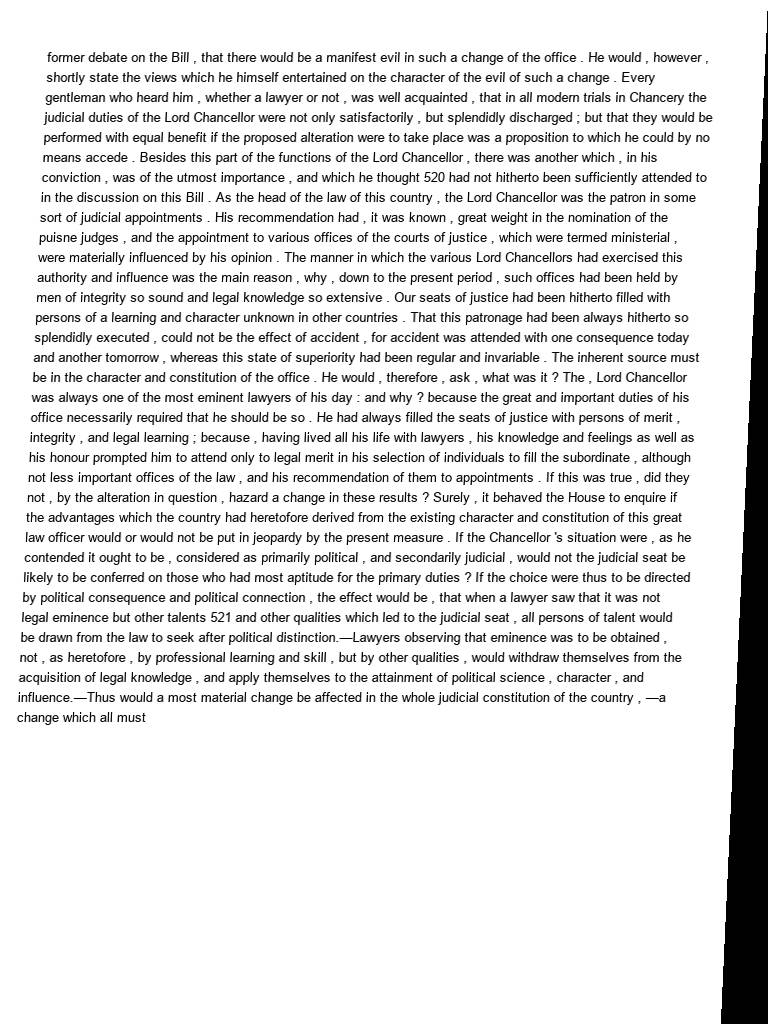 former debate on the Bill , that there would be a manifest evil in such a change of the office . He would , however ,
shortly state the views which he himself entertained on the character of the evil of such a change . Every
gentleman who heard him , whether a lawyer or not , was well acquainted , that in all modern trials in Chancery the
judicial duties of the Lord Chancellor were not only satisfactorily , but splendidly discharged ; but that they would be
performed with equal benefit if the proposed alteration were to take place was a proposition to which he could by no
means accede . Besides this part of the functions of the Lord Chancellor , there was another which , in his
conviction , was of the utmost importance , and which he thought 520 had not hitherto been sufficiently attended to
in the discussion on this Bill . As the head of the law of this country , the Lord Chancellor was the patron in some
sort of judicial appointments . His recommendation had , it was known , great weight in the nomination of the
puisne judges , and the appointment to various offices of the courts of justice , which were termed ministerial ,
were materially influenced by his opinion . The manner in which the various Lord Chancellors had exercised this
authority and influence was the main reason , why , down to the present period , such offices had been held by
men of integrity so sound and legal knowledge so extensive . Our seats of justice had been hitherto filled with
persons of a learning and character unknown in other countries . That this patronage had been always hitherto so
splendidly executed , could not be the effect of accident , for accident was attended with one consequence today
and another tomorrow , whereas this state of superiority had been regular and invariable . The inherent source must
be in the character and constitution of the office . He would , therefore , ask , what was it ? The , Lord Chancellor
was always one of the most eminent lawyers of his day : and why ? because the great and important duties of his
office necessarily required that he should be so . He had always filled the seats of justice with persons of merit ,
integrity , and legal learning ; because , having lived all his life with lawyers , his knowledge and feelings as well as
his honour prompted him to attend only to legal merit in his selection of individuals to fill the subordinate , although
not less important offices of the law , and his recommendation of them to appointments . If this was true , did they
not , by the alteration in question , hazard a change in these results ? Surely , it behaved the House to enquire if
the advantages which the country had heretofore derived from the existing character and constitution of this great
law officer would or would not be put in jeopardy by the present measure . If the Chancellor 's situation were , as he
contended it ought to be , considered as primarily political , and secondarily judicial , would not the judicial seat be
likely to be conferred on those who had most aptitude for the primary duties ? If the choice were thus to be directed
by political consequence and political connection , the effect would be , that when a lawyer saw that it was not
legal eminence but other talents 521 and other qualities which led to the judicial seat , all persons of talent would
be drawn from the law to seek after political distinction.—Lawyers observing that eminence was to be obtained ,
not , as heretofore , by professional learning and skill , but by other qualities , would withdraw themselves from the
acquisition of legal knowledge , and apply themselves to the attainment of political science , character , and
influence.—Thus would a most material change be affected in the whole judicial constitution of the country , —a
change which all must